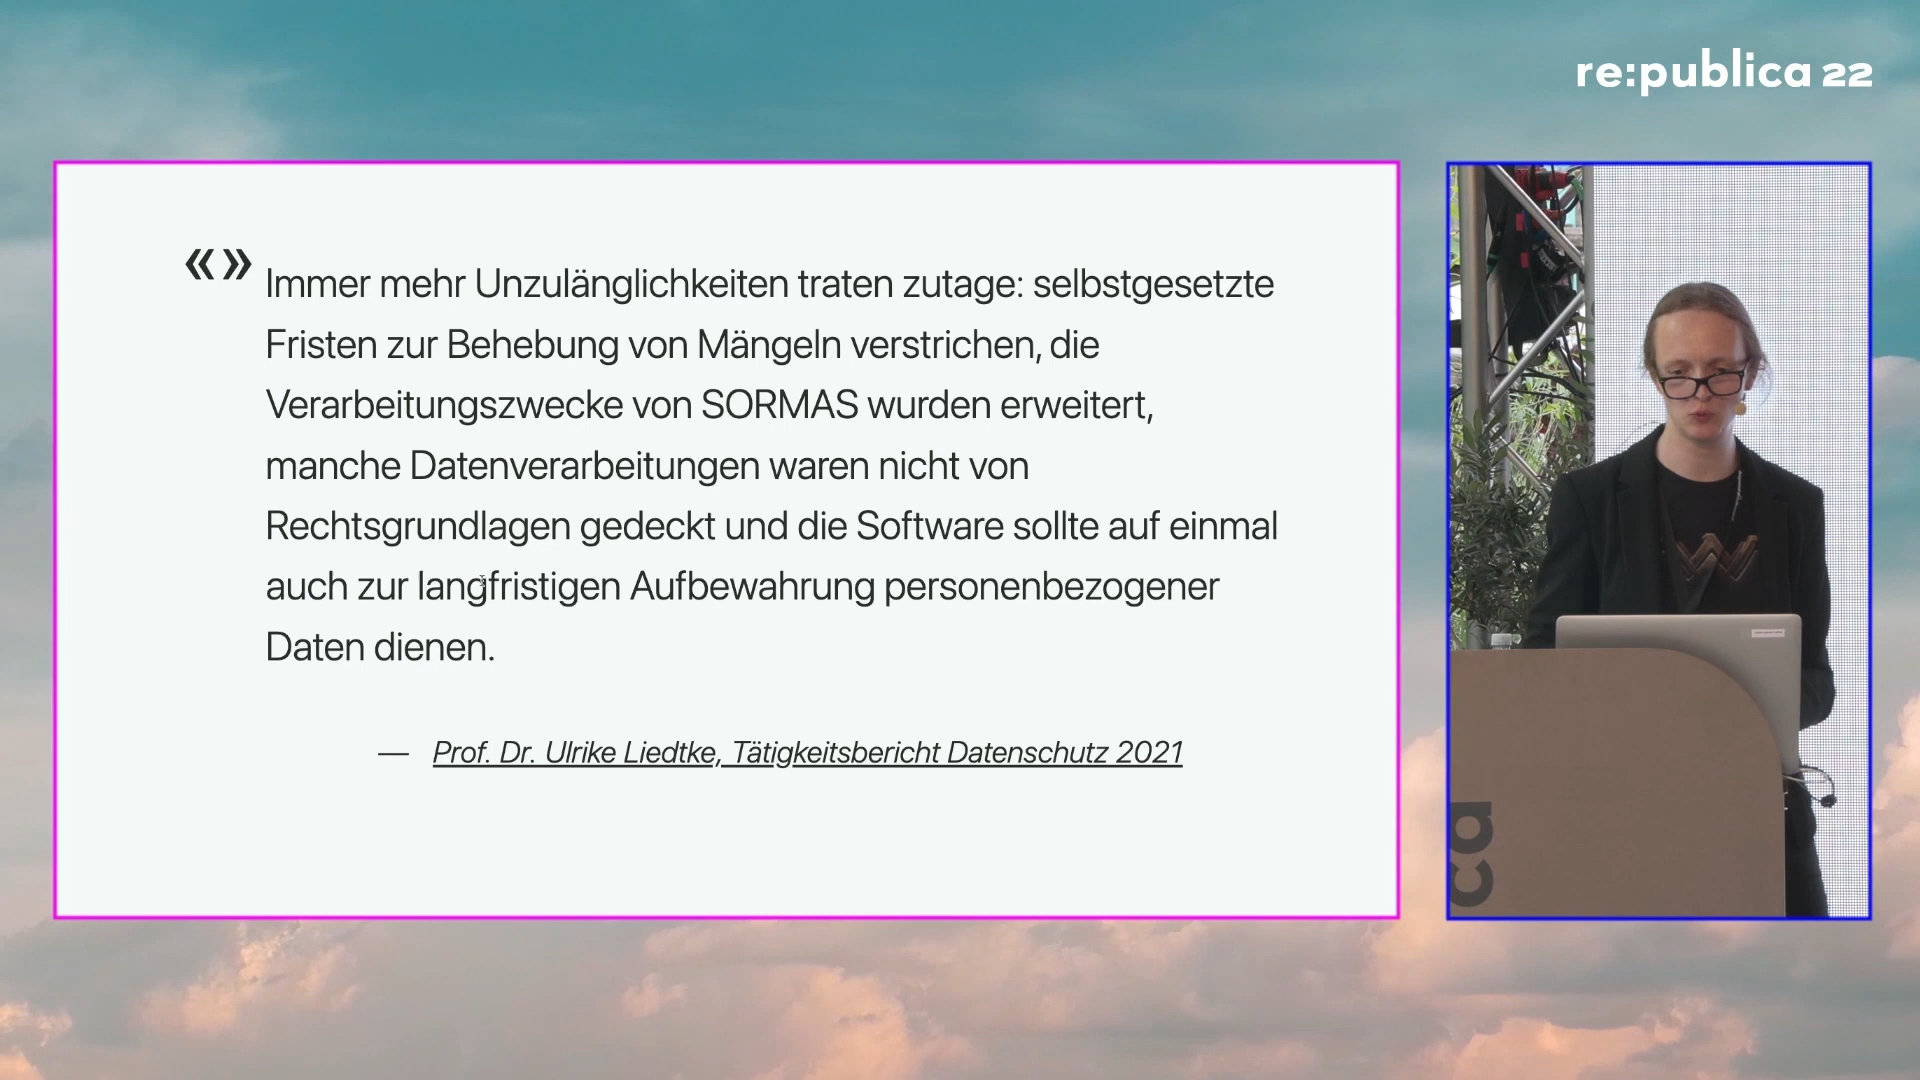 re:publica 22
«» Immer mehr Unzulänglichkeiten traten zutage: selbstgesetzte
Fristen zur Behebung von Mängeln verstrichen, die
Verarbeitungszwecke von SORMAS wurden erweitert,
manche Datenverarbeitungen waren nicht von
Rechtsgrundlagen gedeckt und die Software sollte auf einmal
auch zur langfristigen Aufbewahrung personenbezogener
Daten dienen.
— Prof. Dr. Ulrike Liedtke, Tätigkeitsbericht Datenschutz 2021
ca